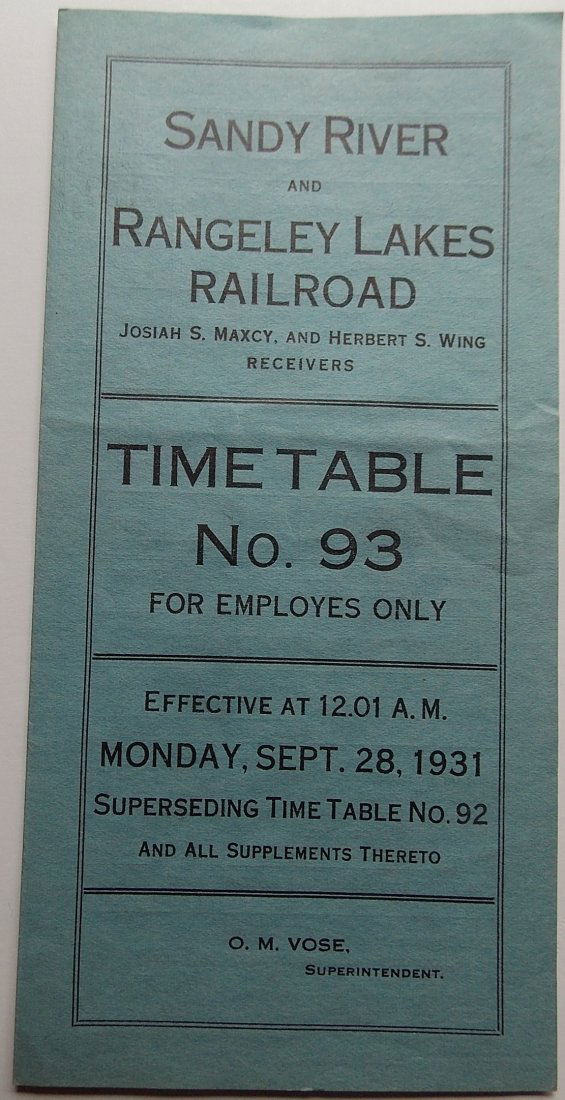 SANDY RIVER
AND
RANGELEY LAKES
RAILROAD
JOSIAH S. MAXCY, AND HERBERT S. WING
RECEIVERS
TIME TABLE
No. 93
FOR EMPLOYES ONLY
EFFECTIVE AT 12.01 A. M.
MONDAY, SEPT. 28, 1931
SUPERSEDING TIME TABLE NO. 92
AND ALL SUPPLEMENTS THERETO
O. M. VOSE,
SUPERINTENDENT.